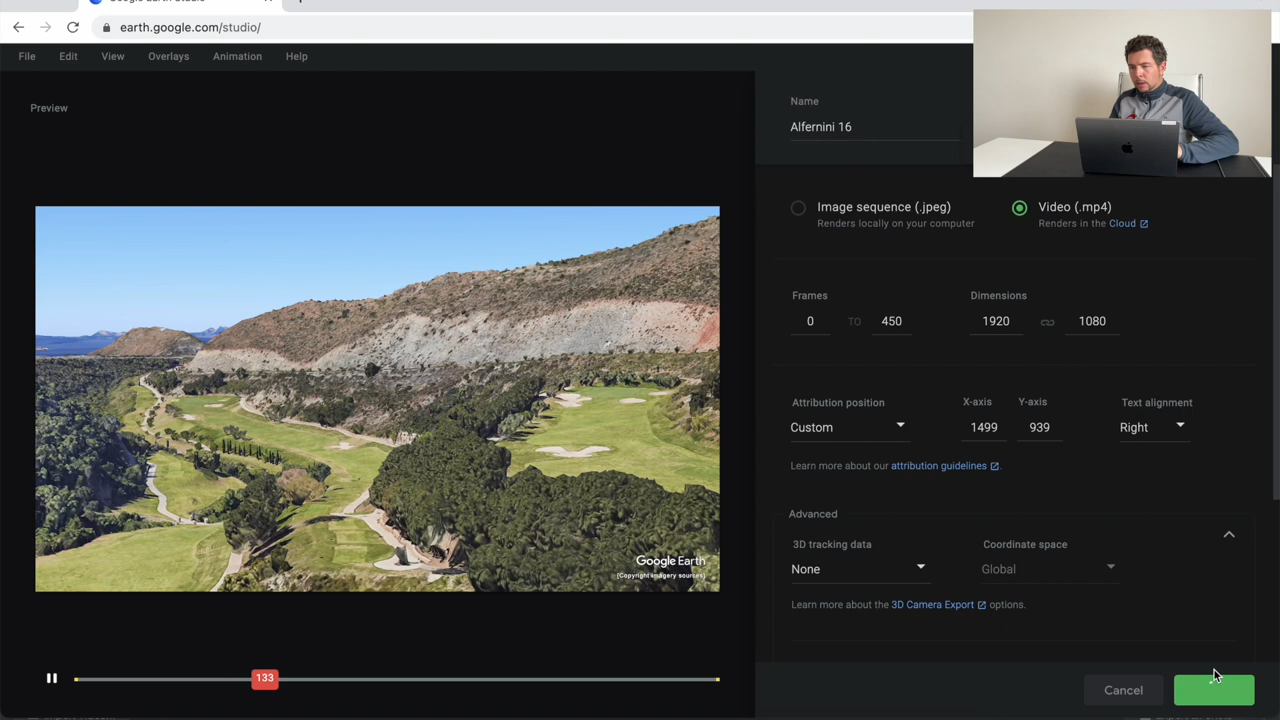 earth.google.com/studio/
File Edit View Overlays Animation Help
Preview
Name
Alfernini 16
Image sequence (.jpeg)
Renders locally on your computer
Video (.mp4)
Renders in the Cloud
Frames
0 TO 450
Dimensions
1920 1080
Attribution position
Custom
X-axis
1499
Y-axis
939
Text alignment
Right
Learn more about our attribution guidelines.
Advanced
3D tracking data
None
Coordinate space
Global
Learn more about the 3D Camera Export options.
Google Earth
[Copyright imagery sources]
133
Cancel